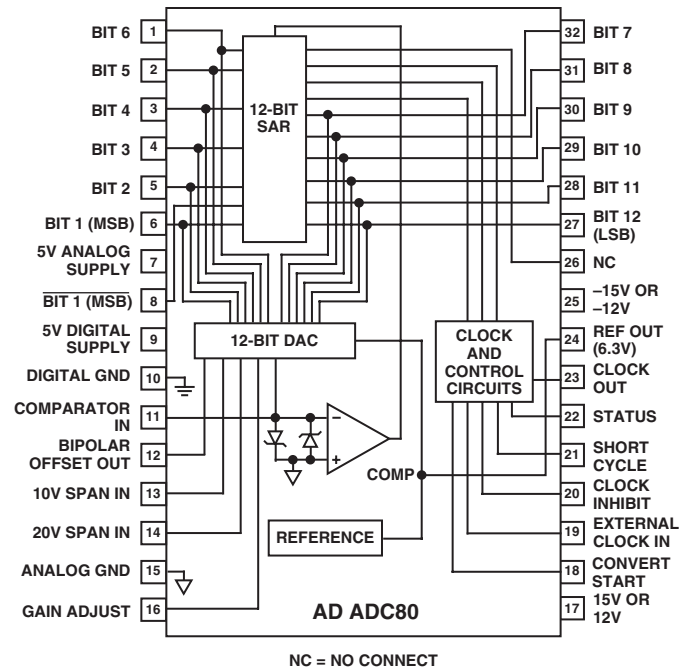 BIT 6 1
BIT 5 2
BIT 4 3
BIT 3 4
BIT 2 5
BIT 1 (MSB) 6
5V ANALOG
SUPPLY 7
BIT 1 (MSB) 8
5V DIGITAL
SUPPLY 9
DIGITAL GND 10
COMPARATOR
IN 11
BIPOLAR
OFFSET OUT 12
10V SPAN IN 13
20V SPAN IN 14
ANALOG GND 15
GAIN ADJUST 16
12-BIT
SAR
12-BIT DAC
–
+
COMP
REFERENCE
CLOCK
AND
CONTROL
CIRCUITS
AD ADC80
32 BIT 7
31 BIT 8
30 BIT 9
29 BIT 10
28 BIT 11
27 BIT 12
(LSB)
26 NC
25 –15V OR
–12V
24 REF OUT
(6.3V)
23 CLOCK
OUT
22 STATUS
21 SHORT
CYCLE
20 CLOCK
INHIBIT
19 EXTERNAL
CLOCK IN
18 CONVERT
START
17 15V OR
12V
NC = NO CONNECT